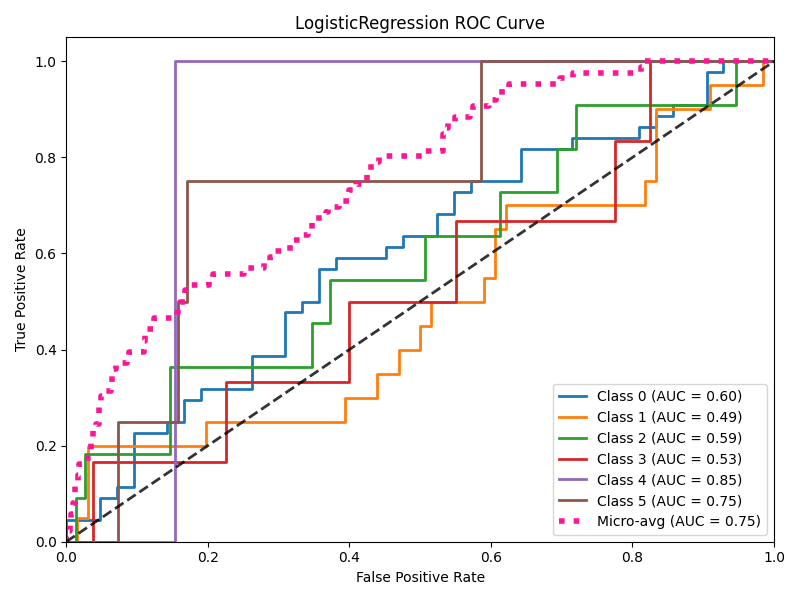 LogisticRegression ROC Curve
True Positive Rate
1.0
0.8
0.6
0.4
0.2
0.0
0.0 0.2 0.4 0.6 0.8 1.0
False Positive Rate
Class 0 (AUC = 0.60)
Class 1 (AUC = 0.49)
Class 2 (AUC = 0.59)
Class 3 (AUC = 0.53)
Class 4 (AUC = 0.85)
Class 5 (AUC = 0.75)
Micro-avg (AUC = 0.75)